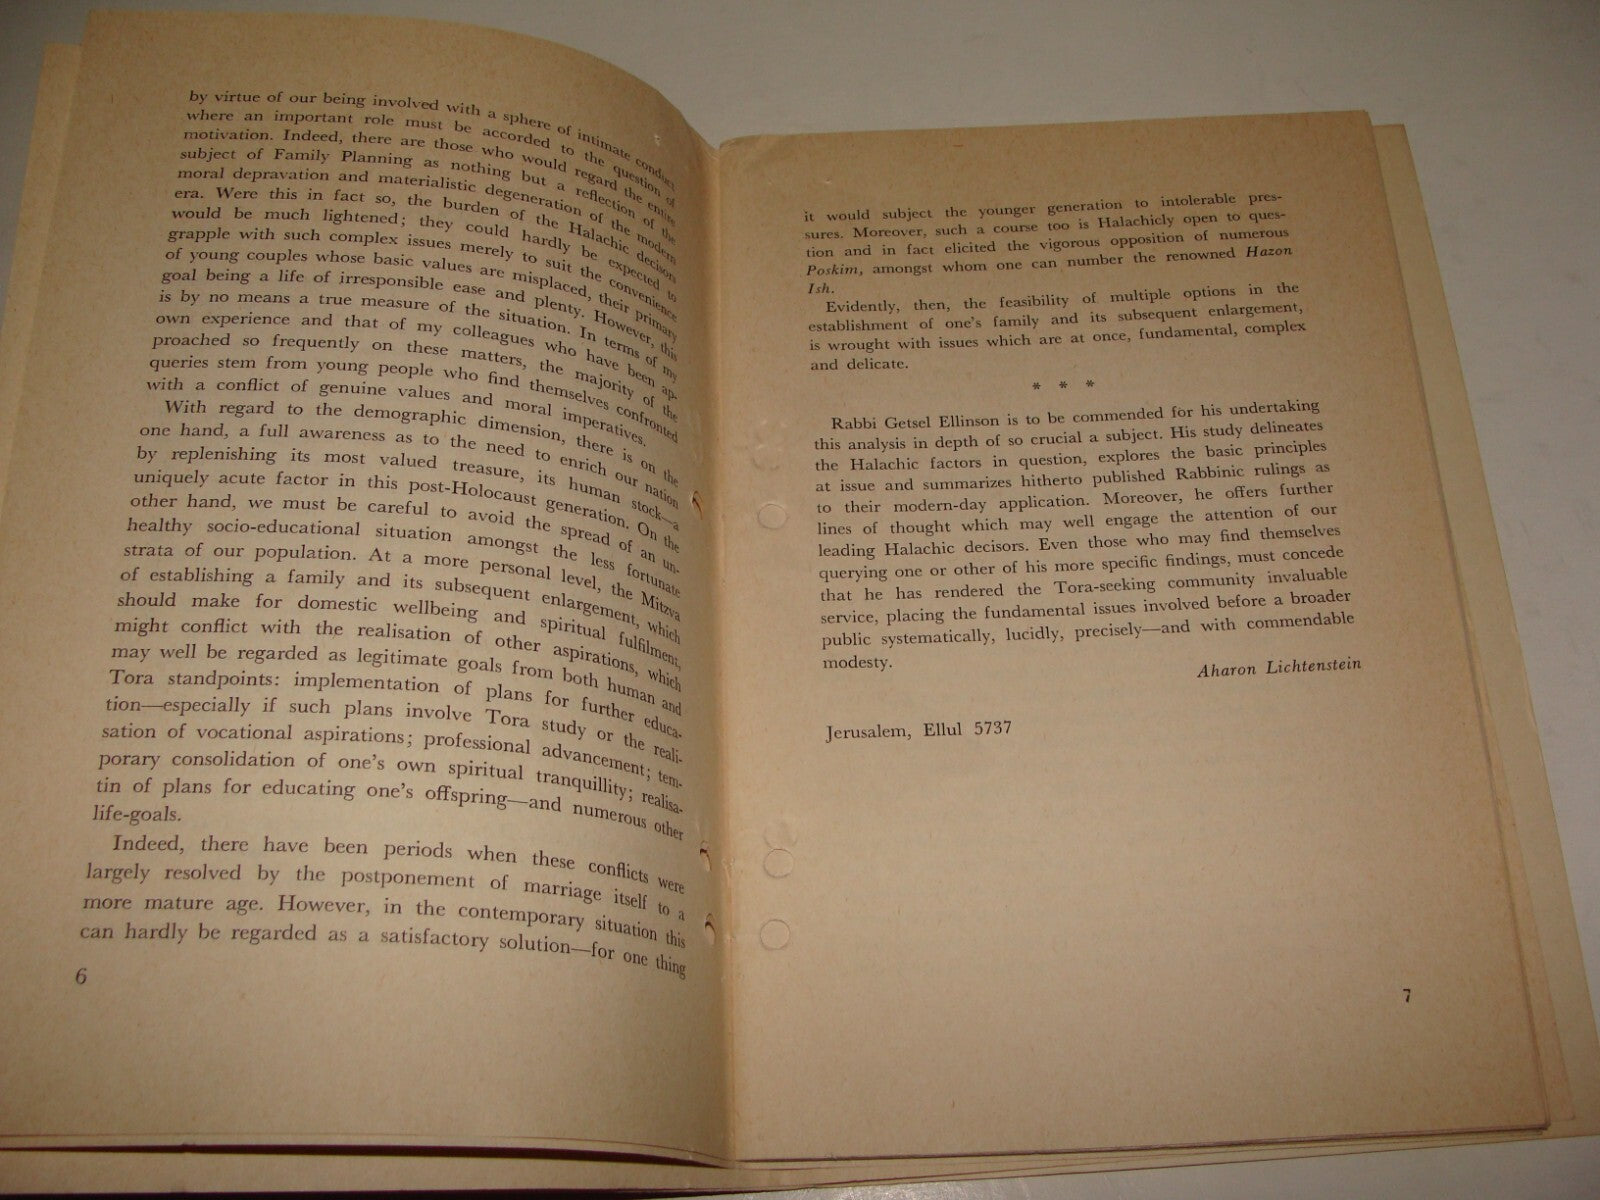 by virtue of our being involved with a sphere of intimate conduct
where an important role must be accorded to the question of
motivation. Indeed, there are those who would regard the entire
subject of Family Planning as nothing but a reflection of the
moral depravation and materialistic degeneration of the modern
era. Were this in fact so, the burden of the Halachic decisors
would be much lightened; they could hardly be expected to
grapple with such complex issues merely to suit the convenience
of young couples whose basic values are misplaced, their primary
goal being a life of irresponsible ease and plenty. However, this
is by no means a true measure of the situation. In terms of my
own experience and that of my colleagues who have been ap-
proached so frequently on these matters, the majority of the
queries stem from young people who find themselves confronted
with a conflict of genuine values and moral imperatives.
With regard to the demographic dimension, there is on the
one hand, a full awareness as to the need to enrich our nation
by replenishing its most valued treasure, its human stock—a
uniquely acute factor in this post-Holocaust generation. On the
other hand, we must be careful to avoid the spread of an un-
healthy socio-educational situation amongst the less fortunate
strata of our population. At a more personal level, the Mitzva
of establishing a family and its subsequent enlargement, which
should make for domestic wellbeing and spiritual fulfilment,
might conflict with the realisation of other aspirations, which
may well be regarded as legitimate goals from both human and
Tora standpoints: implementation of plans for further educa-
tion—especially if such plans involve Tora study or the reali-
sation of vocational aspirations; professional advancement; tem-
porary consolidation of one's own spiritual tranquillity; realisa-
tin of plans for educating one's offspring—and numerous other
life-goals.
Indeed, there have been periods when these conflicts were
largely resolved by the postponement of marriage itself to a
more mature age. However, in the contemporary situation this
can hardly be regarded as a satisfactory solution—for one thing
6
it would subject the younger generation to intolerable pres-
sures. Moreover, such a course too is Halachicly open to ques-
tion and in fact elicited the vigorous opposition of numerous
Poskim, amongst whom one can number the renowned Hazon
Ish.
Evidently, then, the feasibility of multiple options in the
establishment of one's family and its subsequent enlargement,
is wrought with issues which are at once, fundamental, complex
and delicate.
* * *
Rabbi Getsel Ellinson is to be commended for his undertaking
this analysis in depth of so crucial a subject. His study delineates
the Halachic factors in question, explores the basic principles
at issue and summarizes hitherto published Rabbinic rulings as
to their modern-day application. Moreover, he offers further
lines of thought which may well engage the attention of our
leading Halachic decisors. Even those who may find themselves
querying one or other of his more specific findings, must concede
that he has rendered the Tora-seeking community invaluable
service, placing the fundamental issues involved before a broader
public systematically, lucidly, precisely—and with commendable
modesty.
Aharon Lichtenstein
Jerusalem, Ellul 5737
7